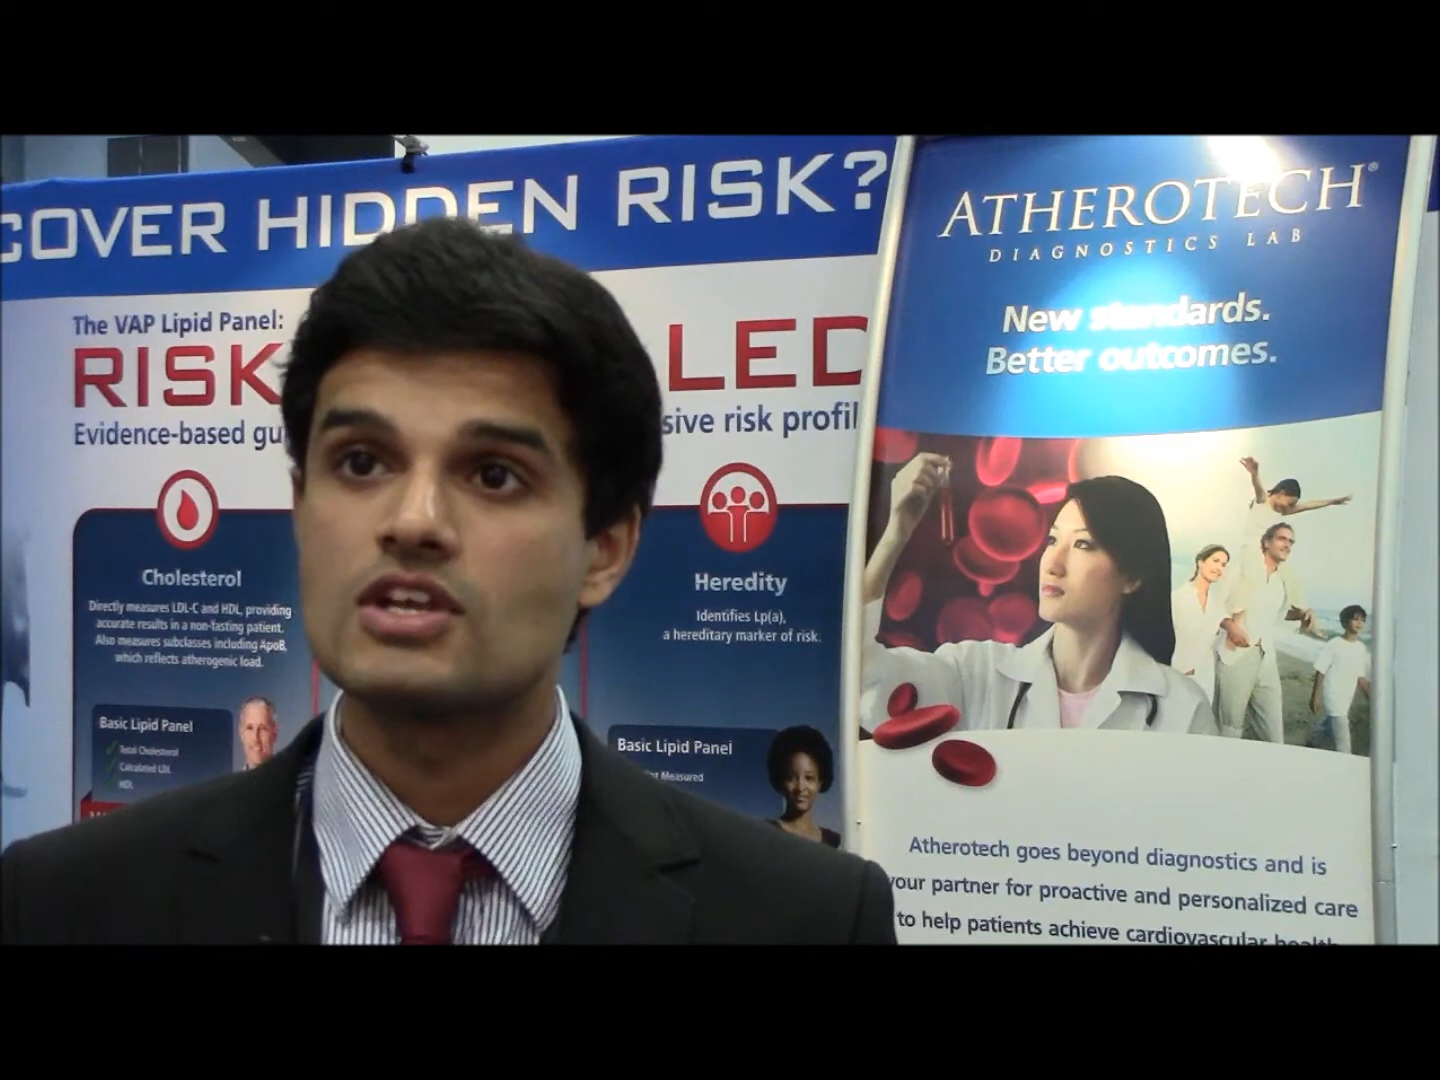 COVER HIDDEN RISK?
The VAP Lipid Panel:
RISK LED
Evidence-based gu sive risk profil
Cholesterol
Directly measures LDL-C and HDL, providing
accurate results in a non-fasting patient.
Also measures subclasses including ApoB,
which reflects atherogenic load.
Basic Lipid Panel
Total Cholesterol
Calculated LDL
HDL
Heredity
Identifies Lp(a),
a hereditary marker of risk.
Basic Lipid Panel
Measured
ATHEROTECH®
DIAGNOSTICS LAB
New standards.
Better outcomes.
Atherotech goes beyond diagnostics and is
your partner for proactive and personalized care
to help patients achieve cardiovascular health